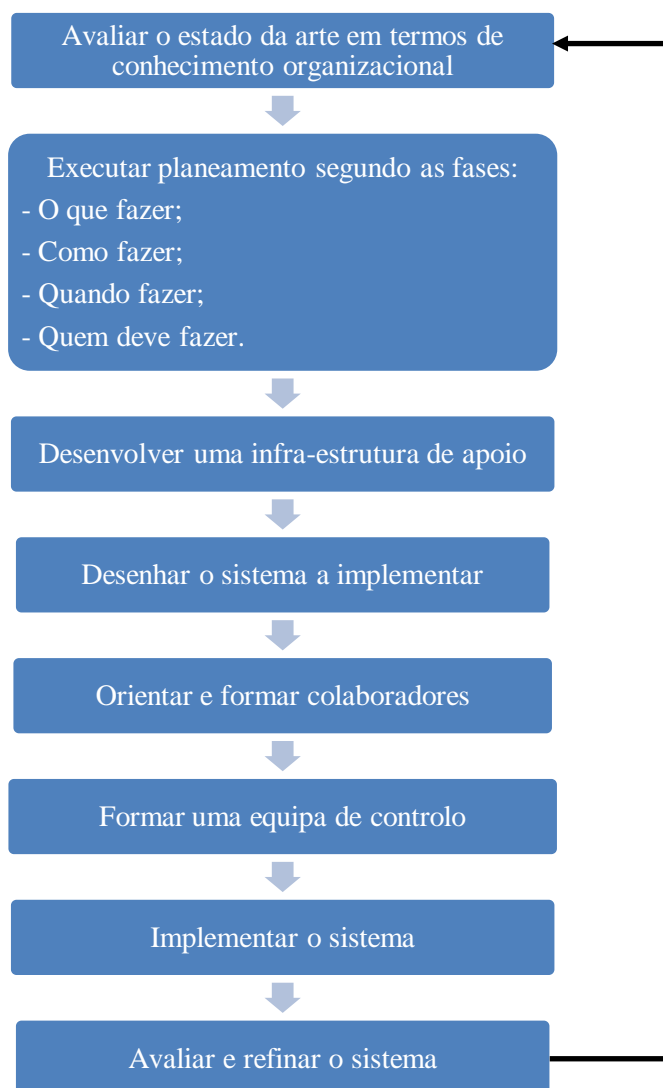 Avaliar o estado da arte em termos de
conhecimento organizacional
Executar planeamento segundo as fases:
- O que fazer;
- Como fazer;
- Quando fazer;
- Quem deve fazer.
Desenvolver uma infra-estrutura de apoio
Desenhar o sistema a implementar
Orientar e formar colaboradores
Formar uma equipa de controlo
Implementar o sistema
Avaliar e refinar o sistema